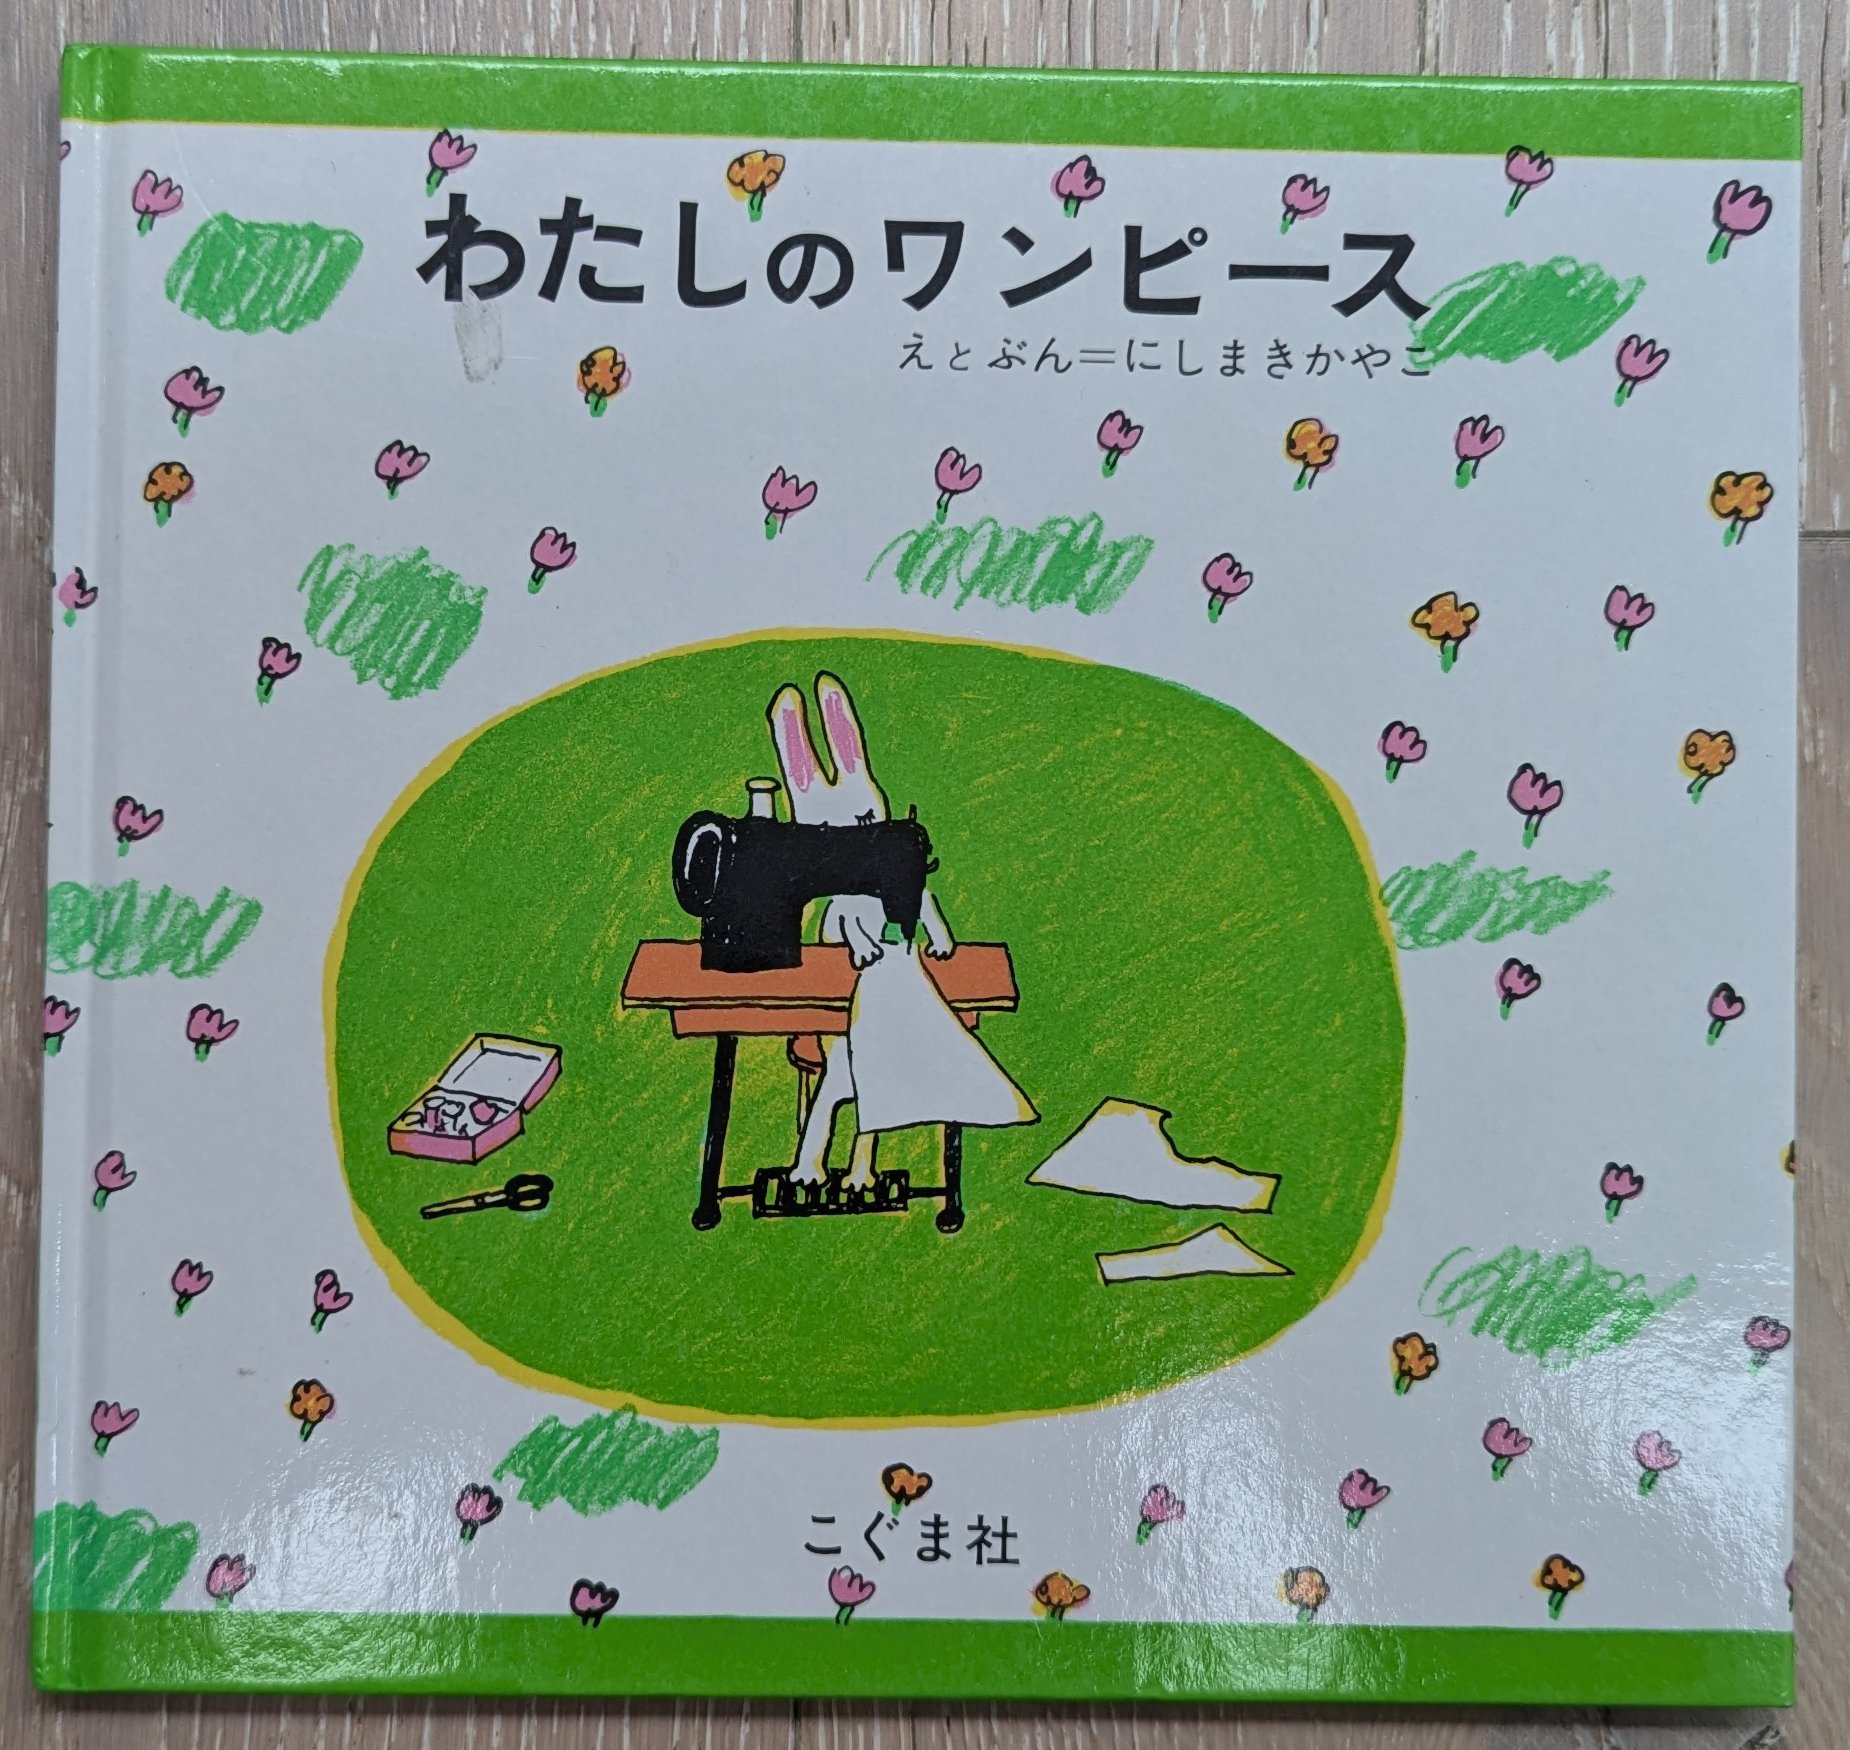 わたしのワンピース
えとぶん=にしまきかやこ
こぐま社